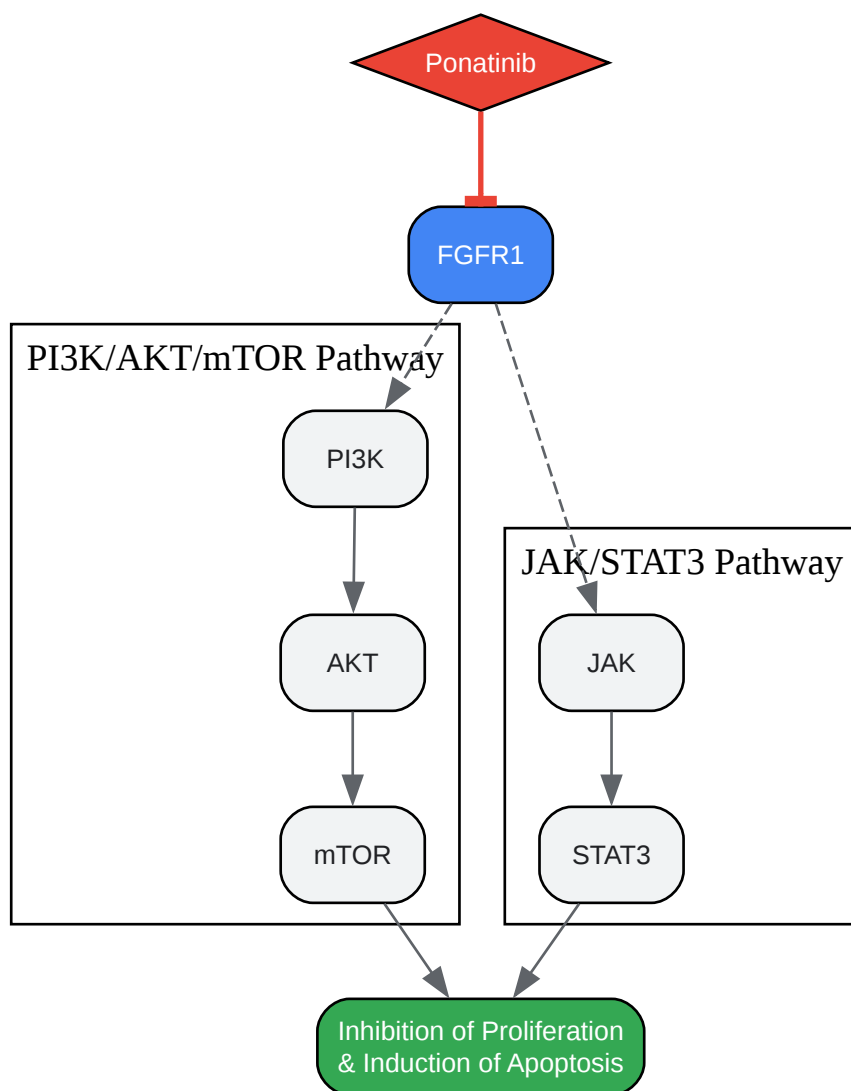 Ponatinib
FGFR1
PI3K/AKT/mTOR Pathway
PI3K
AKT
mTOR
JAK/STAT3 Pathway
JAK
STAT3
Inhibition of Proliferation
& Induction of Apoptosis